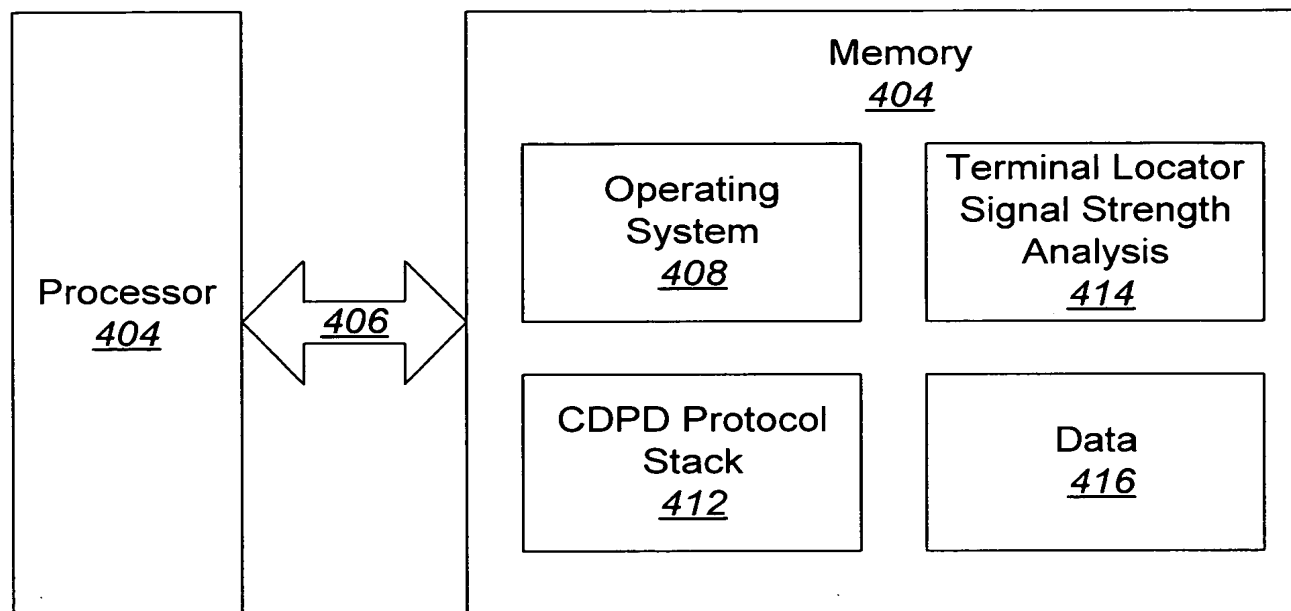 Processor
404
406
Memory
404
Operating
System
408
Terminal Locator
Signal Strength
Analysis
414
CDPD Protocol
Stack
412
Data
416